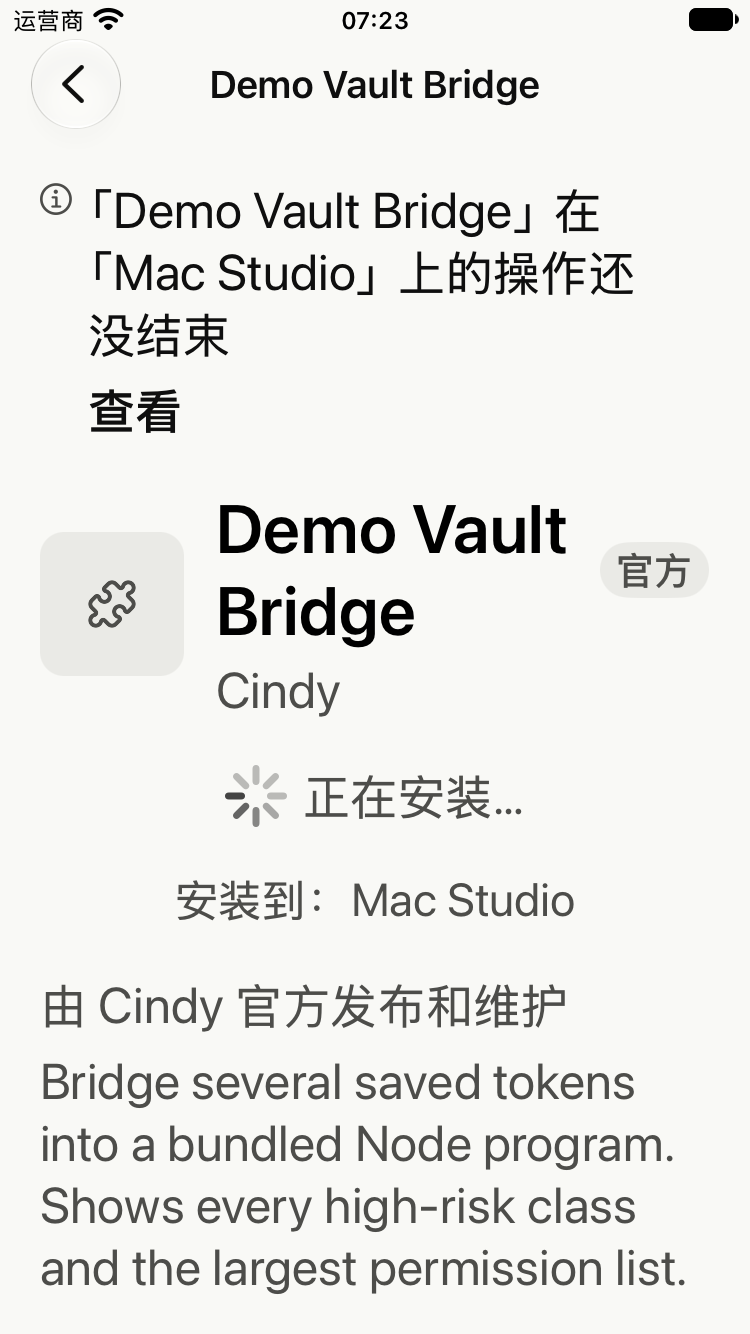 运营商
07:23
Demo Vault Bridge
「Demo Vault Bridge」在
「Mac Studio」上的操作还
没结束
查看
Demo Vault
Bridge
官方
Cindy
正在安装…
安装到： Mac Studio
由 Cindy 官方发布和维护
Bridge several saved tokens
into a bundled Node program.
Shows every high-risk class
and the largest permission list.